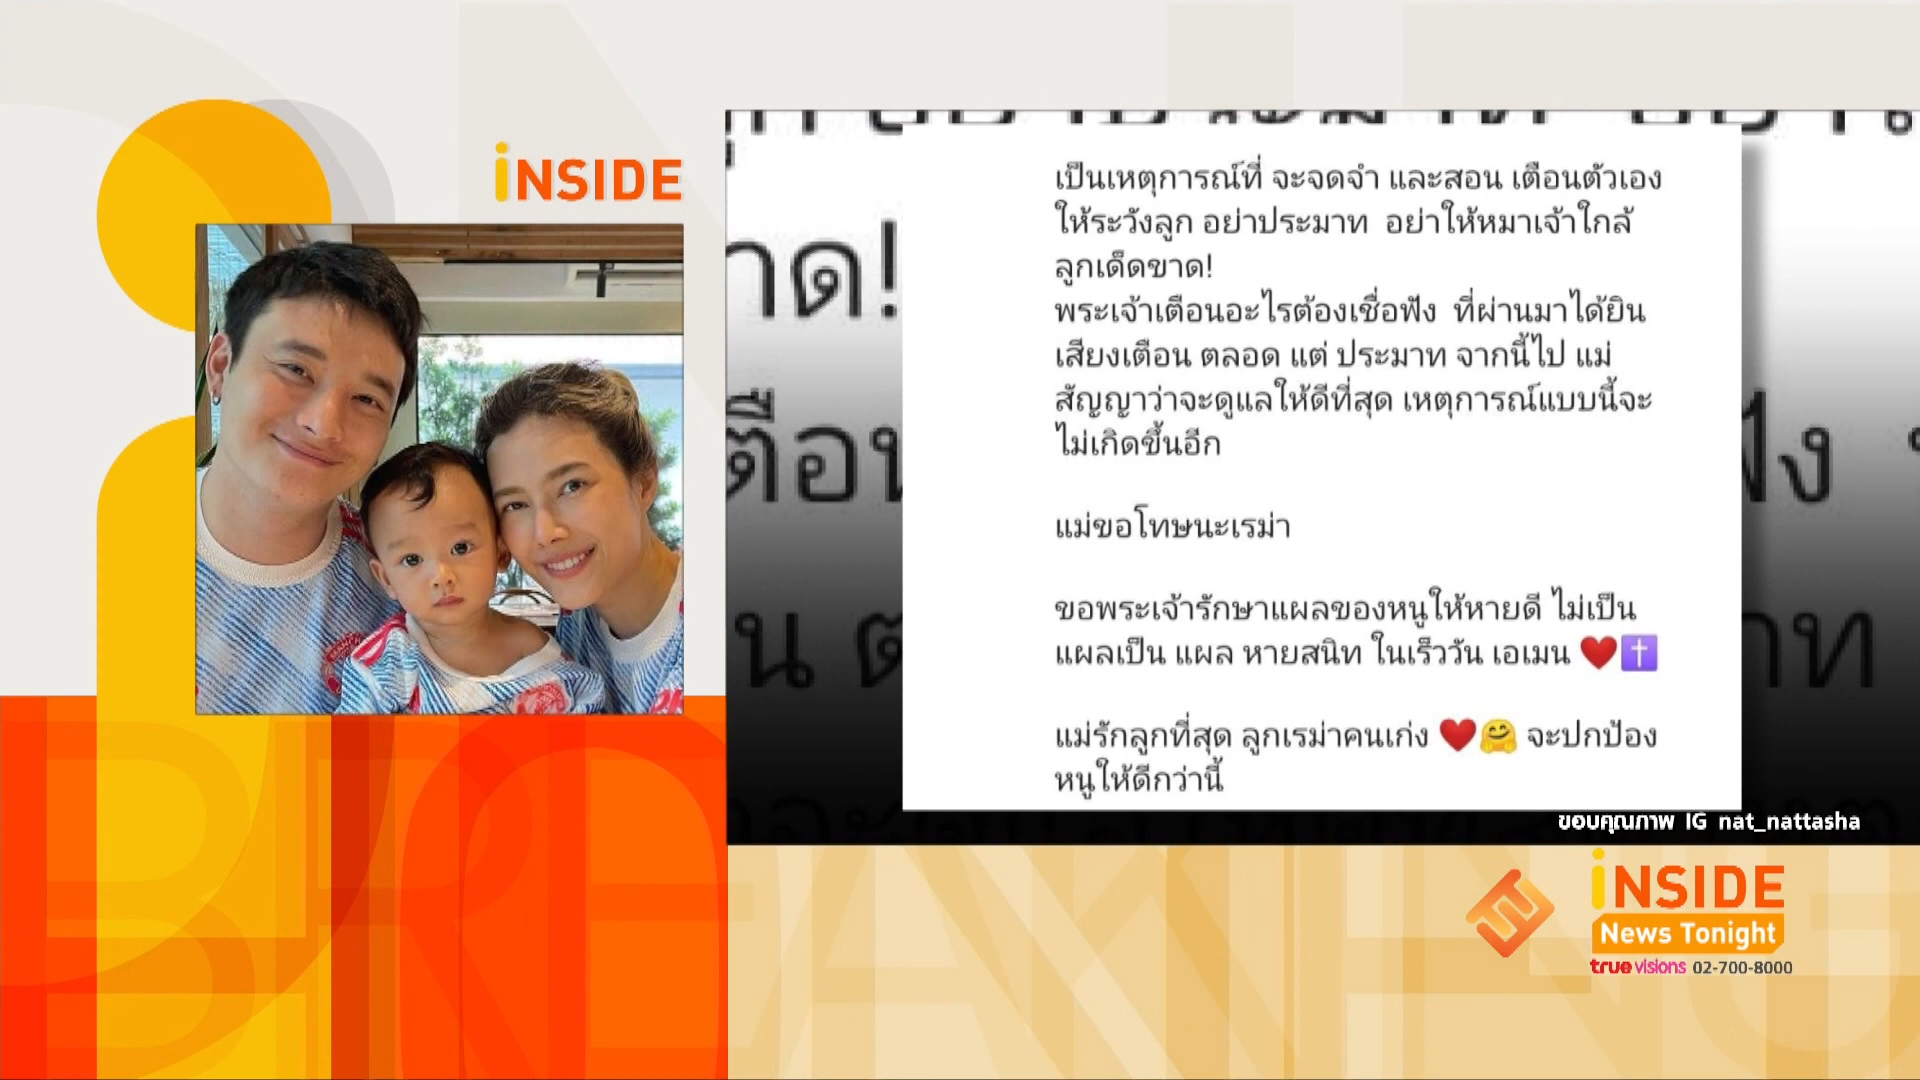 iNSIDE
เป็นเหตุการณ์ที่ จะจดจำ และสอน เตือนตัวเอง
ให้ระวังลูก อย่าประมาท  อย่าให้หมาเจ้าใกล้
ลูกเด็ดขาด!
พระเจ้าเตือนอะไรต้องเชื่อฟัง  ที่ผ่านมาได้ยิน
เสียงเตือน ตลอด แต่ ประมาท จากนี้ไป แม่
สัญญาว่าจะดูแลให้ดีที่สุด เหตุการณ์แบบนี้จะ
ไม่เกิดขึ้นอีก
แม่ขอโทษนะเรม่า
ขอพระเจ้ารักษาแผลของหนูให้หายดี ไม่เป็น
แผลเป็น แผล หายสนิท ในเร็ววัน เอเมน ❤️✝️
แม่รักลูกที่สุด ลูกเรม่าคนเก่ง ❤️🤗 จะปกป้อง
หนูให้ดีกว่านี้
ขอบคุณภาพ IG nat_nattasha
iNSIDE
News Tonight
truevisions 02-700-8000